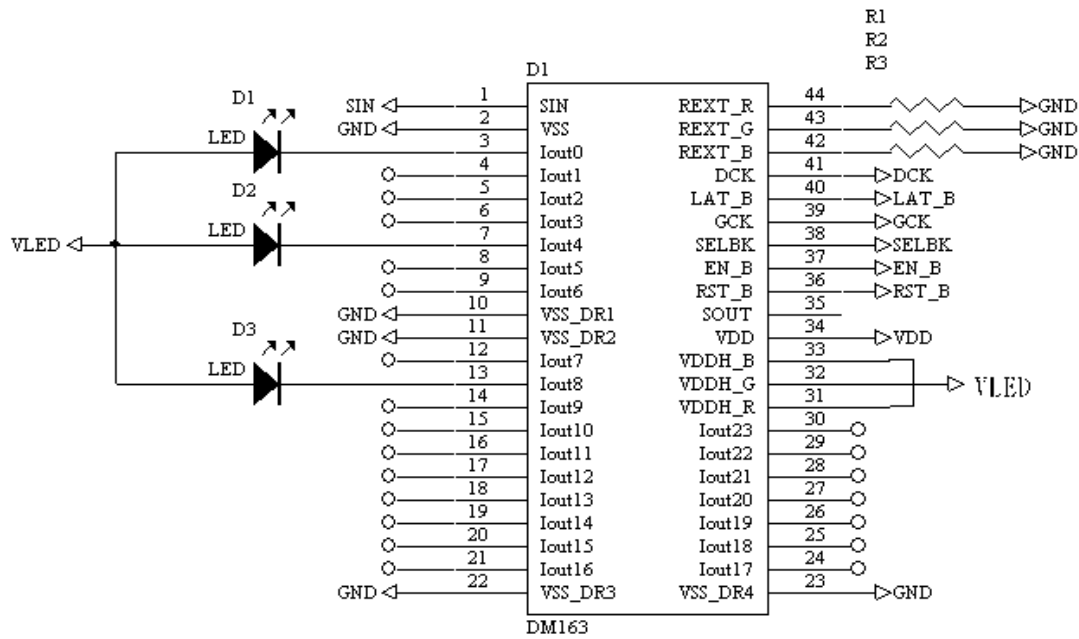 R1
R2
R3
D1
D1
LED
D2
LED
VLED
D3
LED
SIN 1 SIN REXT_R 44 GND
GND 2 VSS REXT_G 43 GND
3 Iout0 REXT_B 42 GND
4 Iout1 DCK 41 DCK
5 Iout2 LAT_B 40 LAT_B
6 Iout3 GCK 39 GCK
7 Iout4 SELBK 38 SELBK
8 Iout5 EN_B 37 EN_B
9 Iout6 RST_B 36 RST_B
GND 10 VSS_DR1 SOUT 35
GND 11 VSS_DR2 VDD 34 VDD
12 Iout7 VDDH_B 33
13 Iout8 VDDH_G 32 VLED
14 Iout9 VDDH_R 31
15 Iout10 Iout23 30
16 Iout11 Iout22 29
17 Iout12 Iout21 28
18 Iout13 Iout20 27
19 Iout14 Iout19 26
20 Iout15 Iout18 25
21 Iout16 Iout17 24
GND 22 VSS_DR3 VSS_DR4 23 GND
DM163